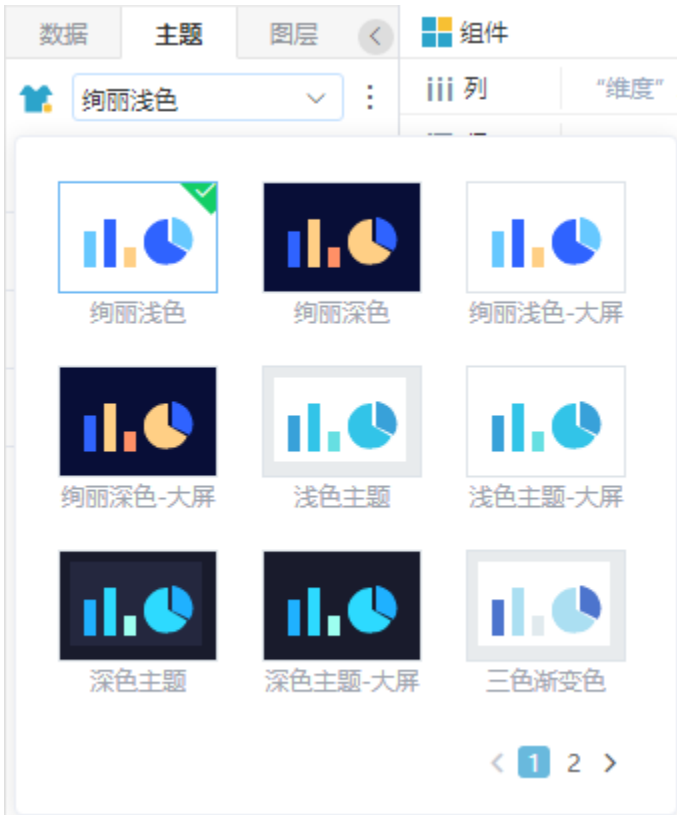 数据 主题 图层 组件
绚丽浅色 列 “维度”
绚丽浅色 绚丽深色 绚丽浅色-大屏
绚丽深色-大屏 浅色主题 浅色主题-大屏
深色主题 深色主题-大屏 三色渐变色
1 2